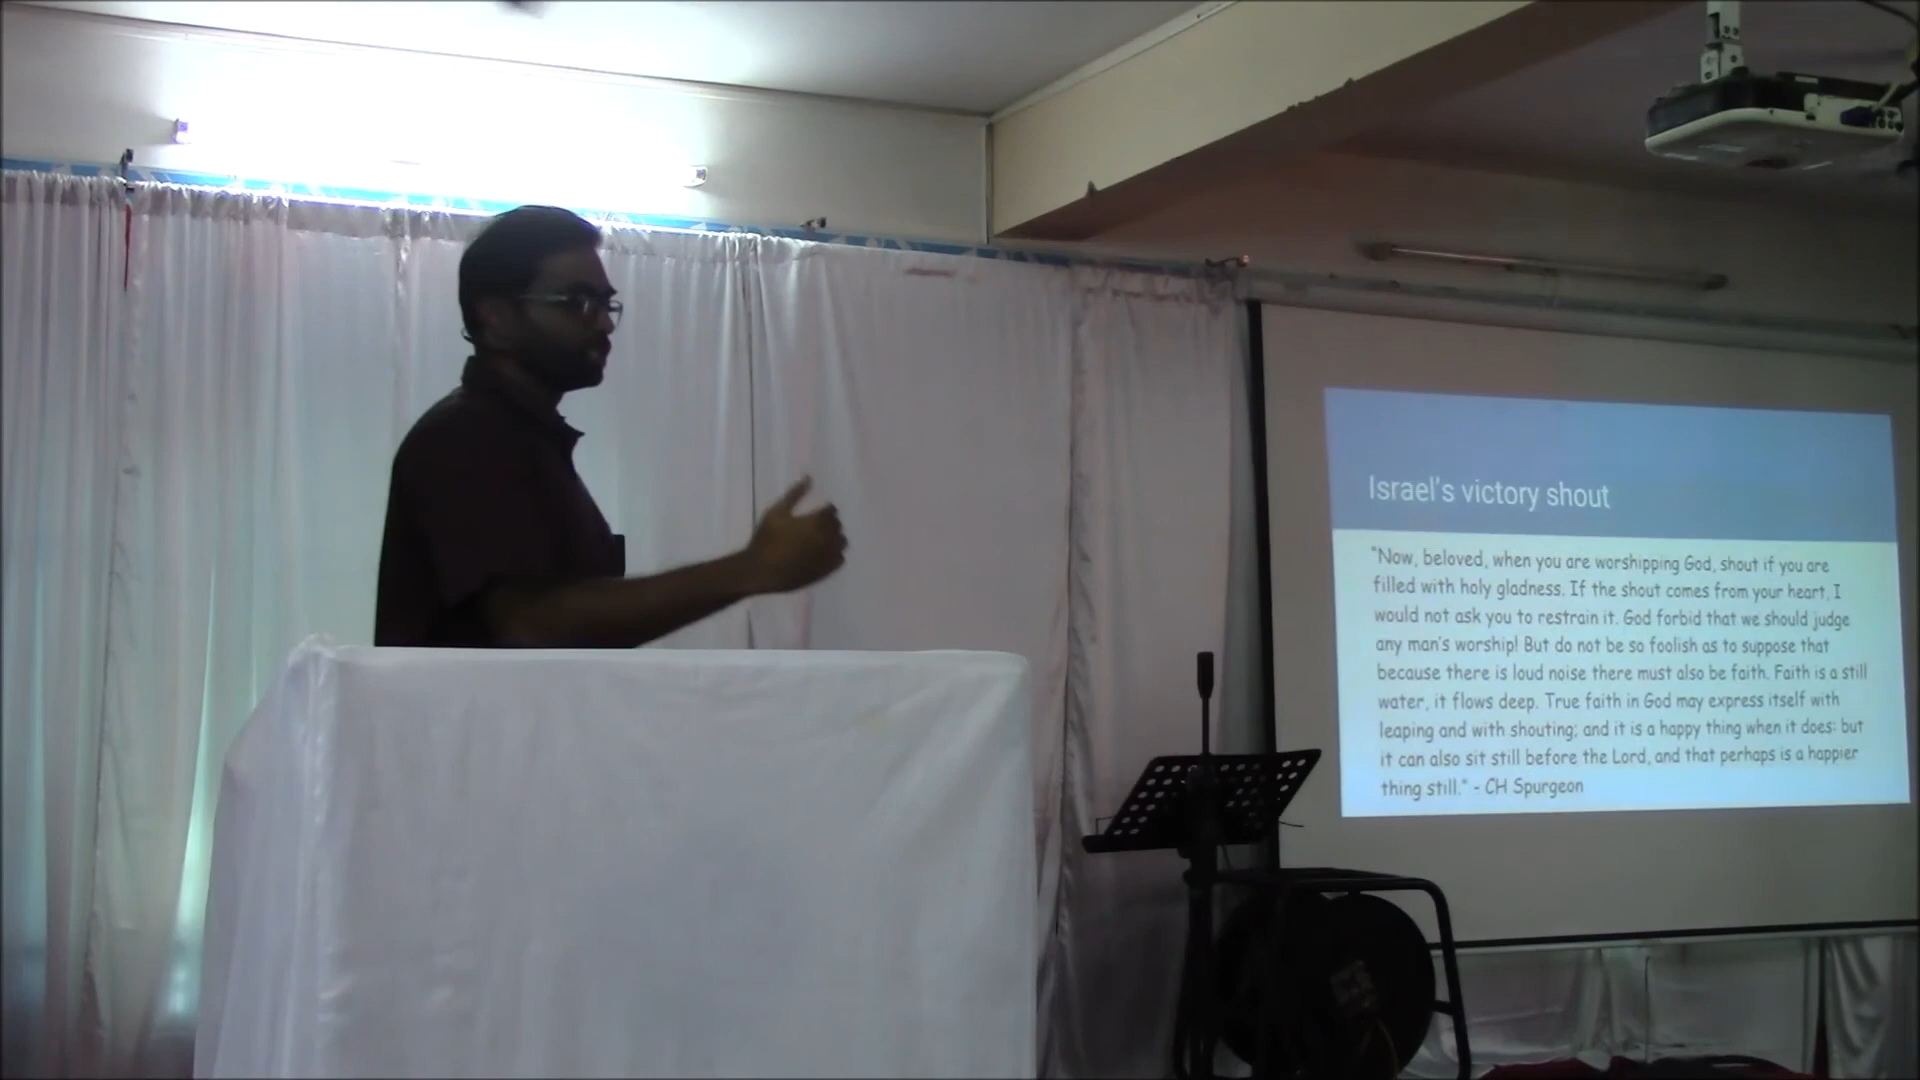 Israel's victory shout
"Now, beloved, when you are worshipping God, shout if you are
filled with holy gladness. If the shout comes from your heart, I
would not ask you to restrain it. God forbid that we should judge
any man's worship! But do not be so foolish as to suppose that
because there is loud noise there must also be faith. Faith is a still
water, it flows deep. True faith in God may express itself with
leaping and with shouting; and it is a happy thing when it does: but
it can also sit still before the Lord, and that perhaps is a happier
thing still." - CH Spurgeon